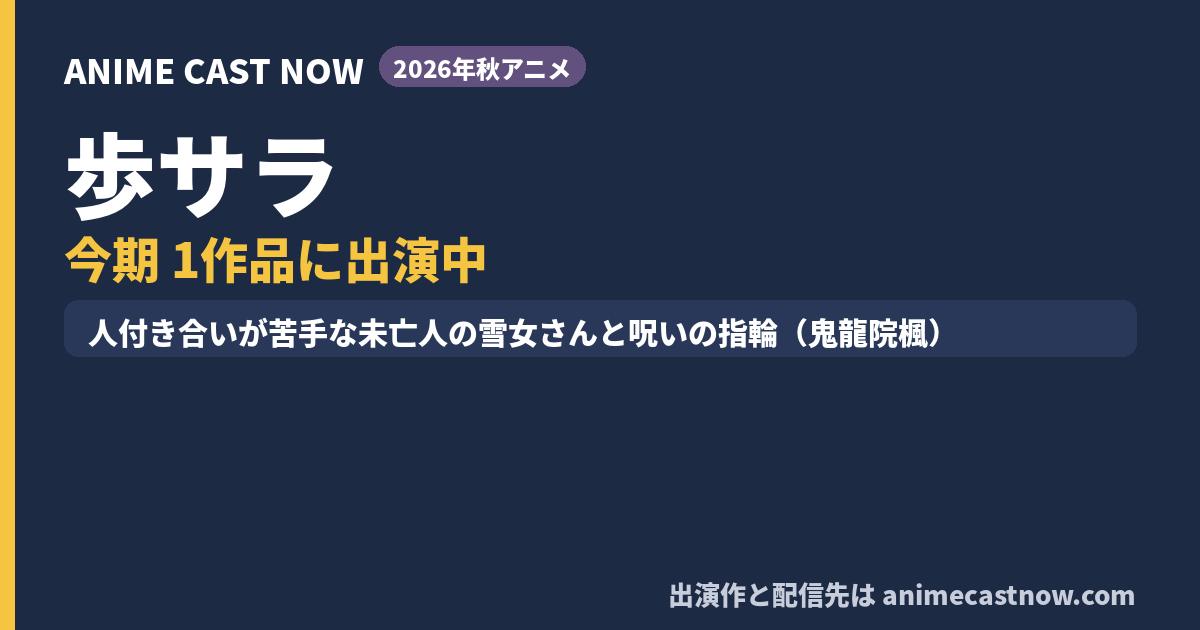 ANIME CAST NOW 2026年秋アニメ
歩サラ
今期 1作品に出演中
人付き合いが苦手な未亡人の雪女さんと呪いの指輪（鬼龍院楓）
出演作と配信先は animecastnow.com